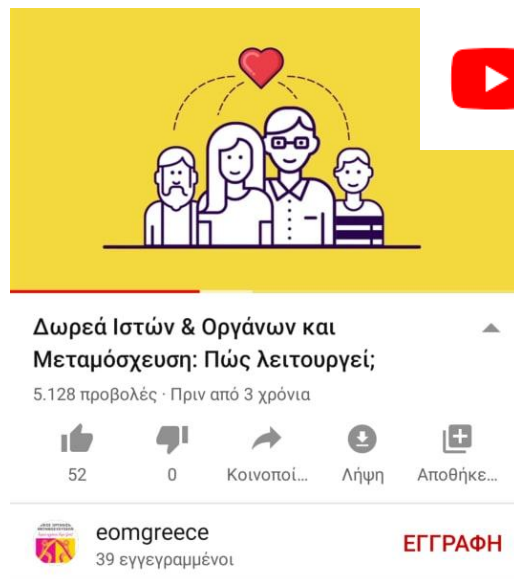 Δωρεά Ιστών & Οργάνων και
Μεταμόσχευση: Πώς λειτουργεί;
5.128 προβολές · Πριν από 3 χρόνια
52 0 Κοινοποί... Λήψη Αποθήκε...
eomgreece
39 εγγεγραμμένοι
ΕΓΓΡΑΦΗ